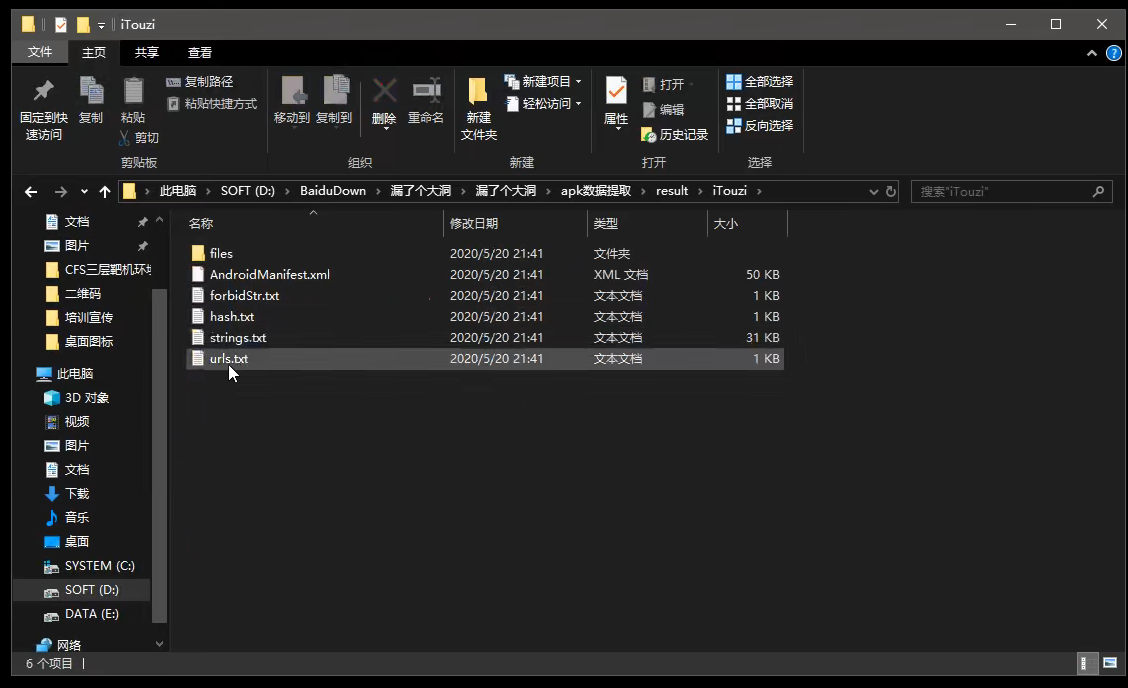 iTouzi
文件 主页 共享 查看
固定到快速访问
复制
粘贴
复制路径
粘贴快捷方式
剪切
剪贴板
移动到
复制到
删除
重命名
组织
新建文件夹
新建项目
轻松访问
新建
属性
打开
编辑
历史记录
打开
全部选择
全部取消
反向选择
选择
此电脑 SOFT (D:) BaiduDown 漏了个大洞 漏了个大洞 apk数据提取 result iTouzi
搜索"iTouzi"
文档
图片
CFS三层靶机环境
二维码
培训宣传
桌面图标
此电脑
3D 对象
视频
图片
文档
下载
音乐
桌面
SYSTEM (C:)
SOFT (D:)
DATA (E:)
网络
名称 修改日期 类型 大小
files 2020/5/20 21:41 文件夹
AndroidManifest.xml 2020/5/20 21:41 XML 文档 50 KB
forbidStr.txt 2020/5/20 21:41 文本文档 1 KB
hash.txt 2020/5/20 21:41 文本文档 1 KB
strings.txt 2020/5/20 21:41 文本文档 31 KB
urls.txt 2020/5/20 21:41 文本文档 1 KB
6 个项目